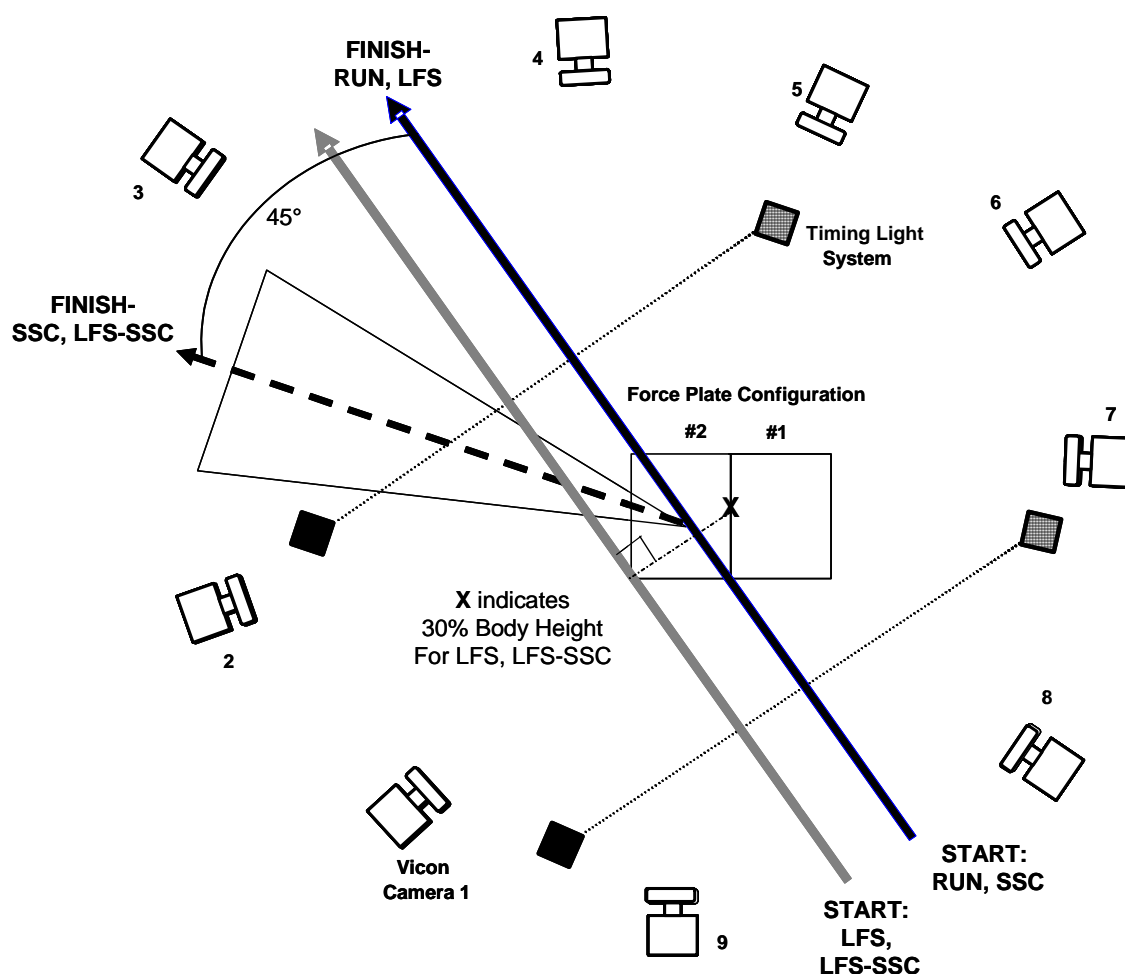 FINISH-
RUN, LFS
4
5
3
6
45°
Timing Light
System
FINISH-
SSC, LFS-SSC
Force Plate Configuration
#2 #1
7
X
X indicates
30% Body Height
For LFS, LFS-SSC
2
8
Vicon
Camera 1
START:
RUN, SSC
START:
LFS,
LFS-SSC
9